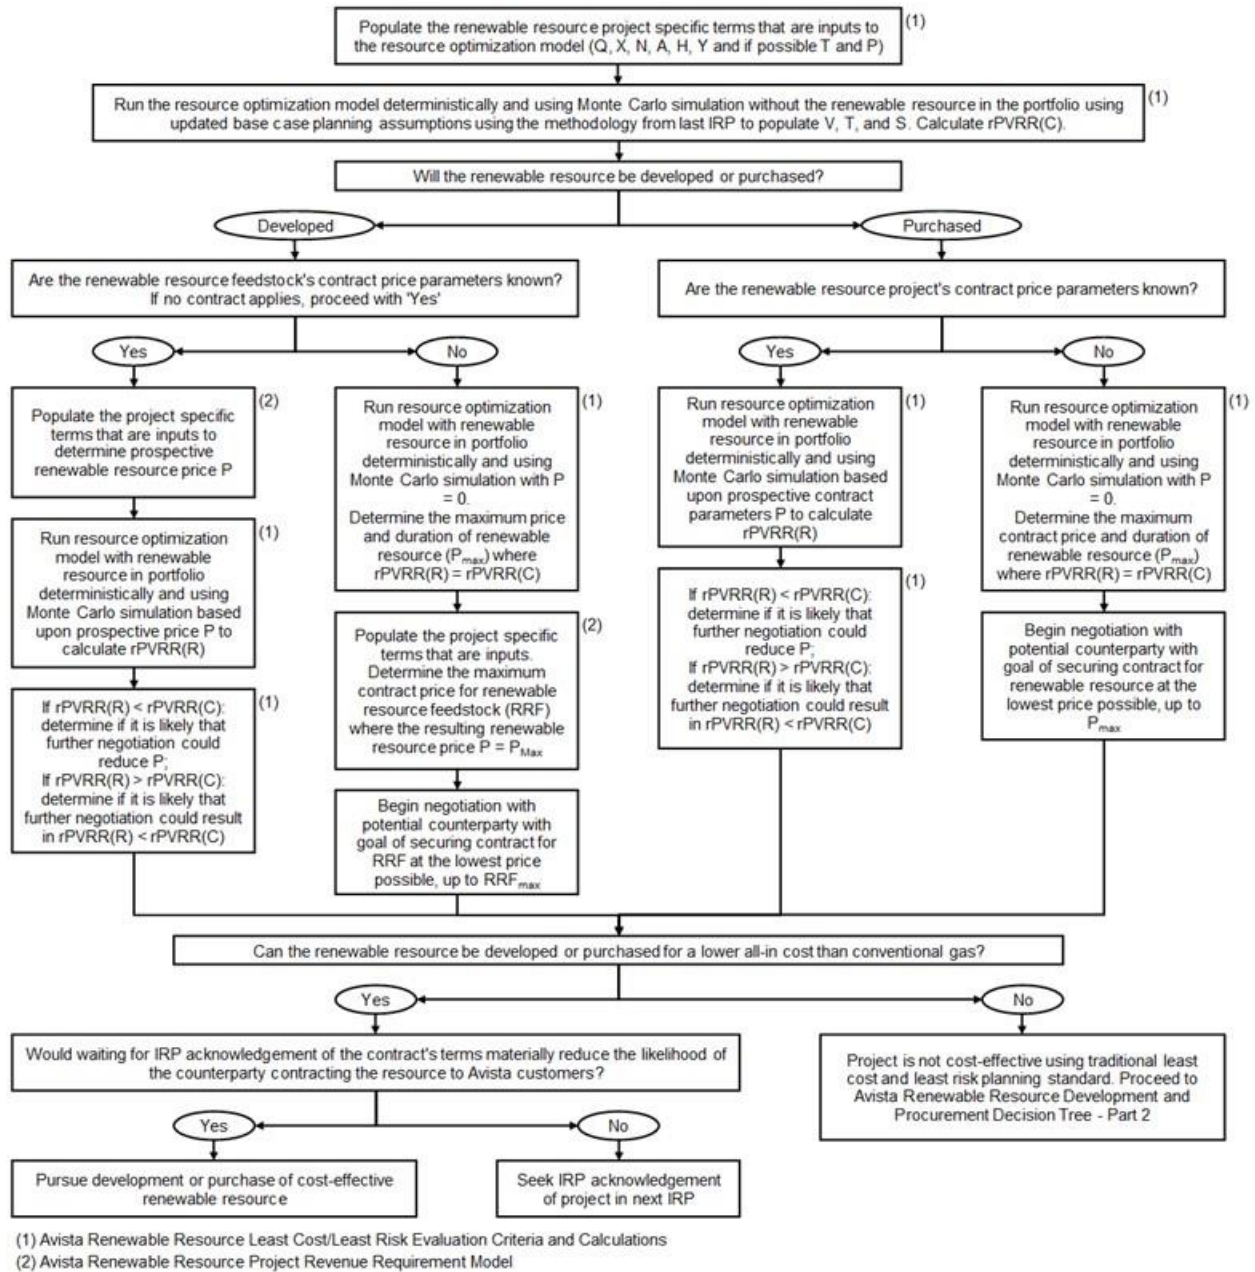 Populate the renewable resource project specific terms that are inputs to
the resource optimization model (Q, X, N, A, H, Y and if possible T and P)
(1)
Run the resource optimization model deterministically and using Monte Carlo simulation without the renewable resource in the portfolio using
updated base case planning assumptions using the methodology from last IRP to populate V, T, and S. Calculate rPVRR(C).
(1)
Will the renewable resource be developed or purchased?
Developed
Purchased
Are the renewable resource feedstock's contract price parameters known?
If no contract applies, proceed with 'Yes'
Are the renewable resource project's contract price parameters known?
Yes
No
Yes
No
Populate the project specific
terms that are inputs to
determine prospective
renewable resource price P
(2)
Run resource optimization
model with renewable
resource in portfolio
deterministically and using
Monte Carlo simulation based
upon prospective price P to
calculate rPVRR(R)
(1)
If rPVRR(R) < rPVRR(C):
determine if it is likely that
further negotiation could
reduce P;
If rPVRR(R) > rPVRR(C):
determine if it is likely that
further negotiation could result
in rPVRR(R) < rPVRR(C)
(1)
Run resource optimization
model with renewable
resource in portfolio
deterministically and using
Monte Carlo simulation with P
= 0.
Determine the maximum price
and duration of renewable
resource (Pmax) where
rPVRR(R) = rPVRR(C)
(1)
Populate the project specific
terms that are inputs.
Determine the maximum
contract price for renewable
resource feedstock (RRF)
where the resulting renewable
resource price P = PMax
(2)
Begin negotiation with
potential counterparty with
goal of securing contract for
RRF at the lowest price
possible, up to RRFmax
Run resource optimization
model with renewable
resource in portfolio
deterministically and using
Monte Carlo simulation based
upon prospective contract
parameters P to calculate
rPVRR(R)
(1)
If rPVRR(R) < rPVRR(C):
determine if it is likely that
further negotiation could
reduce P;
If rPVRR(R) > rPVRR(C):
determine if it is likely that
further negotiation could result
in rPVRR(R) < rPVRR(C)
(1)
Run resource optimization
model with renewable
resource in portfolio
deterministically and using
Monte Carlo simulation with P
= 0.
Determine the maximum
contract price and duration of
renewable resource (Pmax)
where rPVRR(R) = rPVRR(C)
(1)
Begin negotiation with
potential counterparty with
goal of securing contract for
renewable resource at the
lowest price possible, up to
Pmax
Can the renewable resource be developed or purchased for a lower all-in cost than conventional gas?
Yes
No
Would waiting for IRP acknowledgement of the contract's terms materially reduce the likelihood of
the counterparty contracting the resource to Avista customers?
Project is not cost-effective using traditional least
cost and least risk planning standard. Proceed to
Avista Renewable Resource Development and
Procurement Decision Tree - Part 2
Yes
No
Pursue development or purchase of cost-effective
renewable resource
Seek IRP acknowledgement
of project in next IRP
(1) Avista Renewable Resource Least Cost/Least Risk Evaluation Criteria and Calculations
(2) Avista Renewable Resource Project Revenue Requirement Model